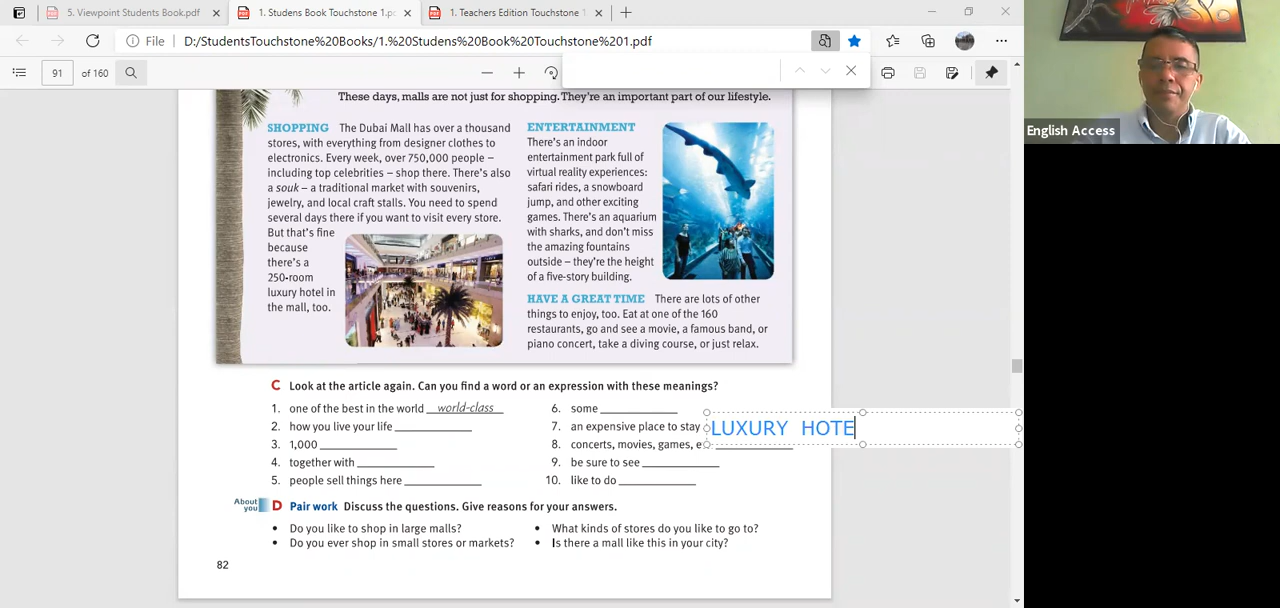 5. Viewpoint Students Book.pdf
1. Studens Book Touchstone 1.pc
1. Teachers Edition Touchstone
File
D:/StudentsTouchstone%20Books/1.%20Studens%20Book%20Touchstone%201.pdf
91 of 160
These days, malls are not just for shopping. They're an important part of our lifestyle.
SHOPPING The Dubai Mall has over a thousand
stores, with everything from designer clothes to
electronics. Every week, over 750,000 people –
including top celebrities – shop there. There's also
a souk – a traditional market with souvenirs,
jewelry, and local craft stalls. You need to spend
several days there if you want to visit every store.
But that's fine
because
there's a
250-room
luxury hotel in
the mall, too.
ENTERTAINMENT
There's an indoor
entertainment park full of
virtual reality experiences:
safari rides, a snowboard
jump, and other exciting
games. There's an aquarium
with sharks, and don't miss
the amazing fountains
outside – they're the height
of a five-story building.
HAVE A GREAT TIME There are lots of other
things to enjoy, too. Eat at one of the 160
restaurants, go and see a movie, a famous band, or
piano concert, take a diving course, or just relax.
C Look at the article again. Can you find a word or an expression with these meanings?
1. one of the best in the world world-class
2. how you live your life
3. 1,000
4. together with
5. people sell things here
6. some
7. an expensive place to stay LUXURY HOTE
8. concerts, movies, games, e
9. be sure to see
10. like to do
About you D Pair work Discuss the questions. Give reasons for your answers.
• Do you like to shop in large malls?
• Do you ever shop in small stores or markets?
• What kinds of stores do you like to go to?
• Is there a mall like this in your city?
82
English Access